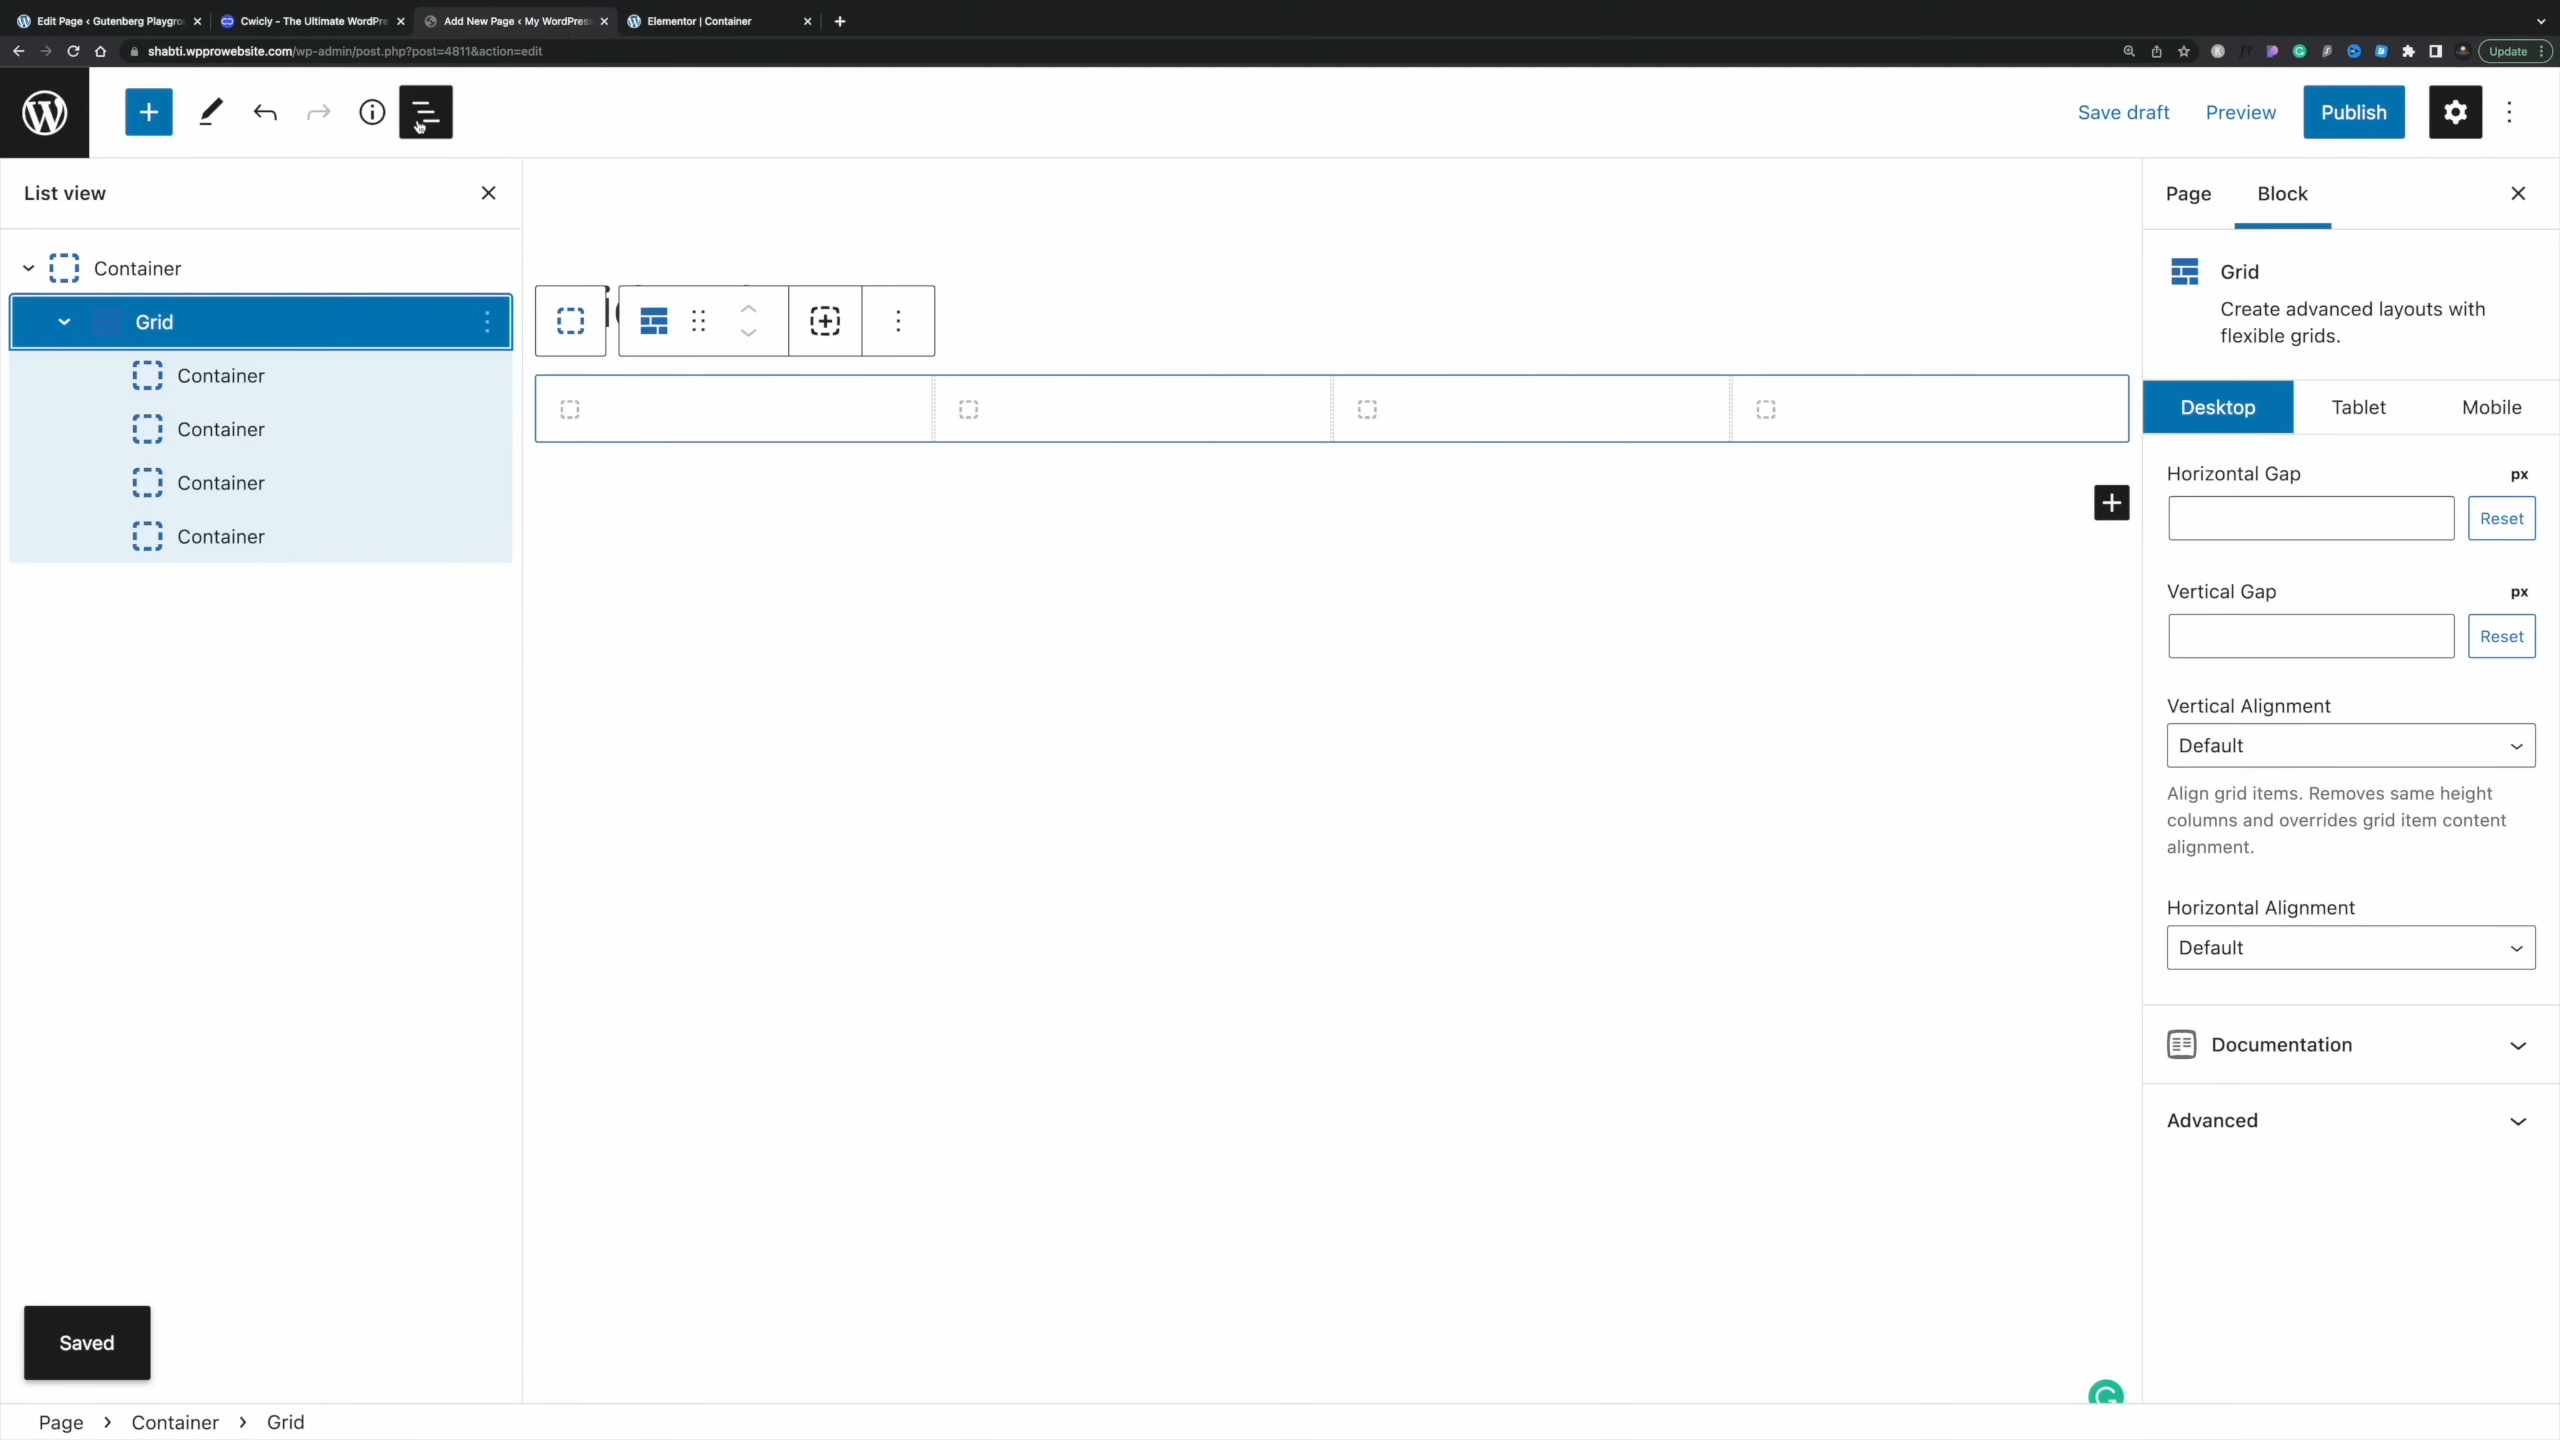 Edit Page ‹ Gutenberg Playgro
Cwicly - The Ultimate WordPre
Add New Page ‹ My WordPress
Elementor | Container
shabti.wpprowebsite.com/wp-admin/post.php?post=4811&action=edit
Update
Save draft
Preview
Publish
List view
Page
Block
Container
Grid
Container
Container
Container
Container
Grid
Create advanced layouts with
flexible grids.
Desktop
Tablet
Mobile
Horizontal Gap
px
Reset
Vertical Gap
px
Reset
Vertical Alignment
Default
Align grid items. Removes same height
columns and overrides grid item content
alignment.
Horizontal Alignment
Default
Documentation
Advanced
Saved
Page › Container › Grid